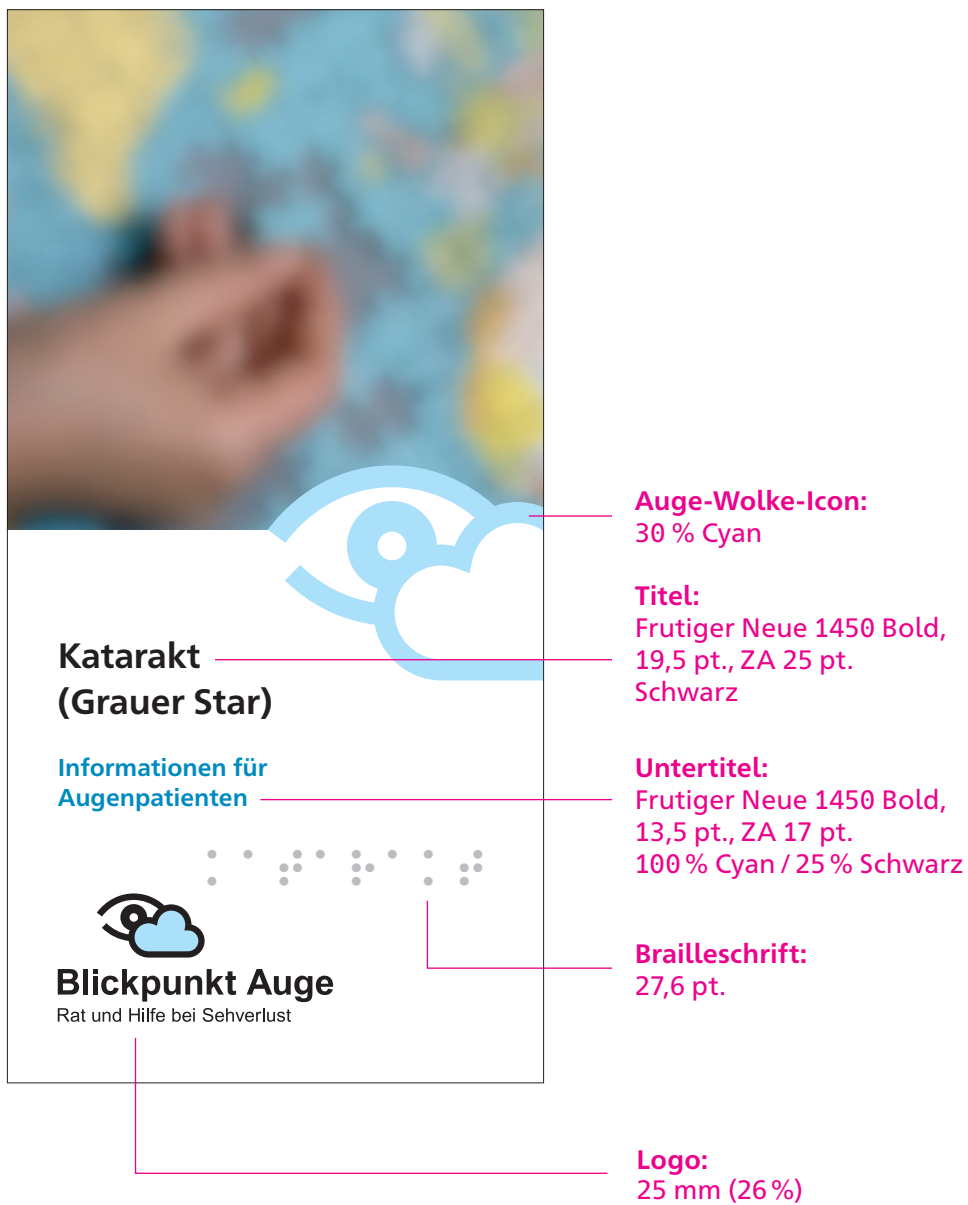 Katarakt
(Grauer Star)
Informationen für
Augenpatienten
⠅⠁⠞⠁⠗⠁⠅⠞
Blickpunkt Auge
Rat und Hilfe bei Sehverlust
Auge-Wolke-Icon:
30 % Cyan
Titel:
Frutiger Neue 1450 Bold,
19,5 pt., ZA 25 pt.
Schwarz
Untertitel:
Frutiger Neue 1450 Bold,
13,5 pt., ZA 17 pt.
100 % Cyan / 25 % Schwarz
Brailleschrift:
27,6 pt.
Logo:
25 mm (26 %)